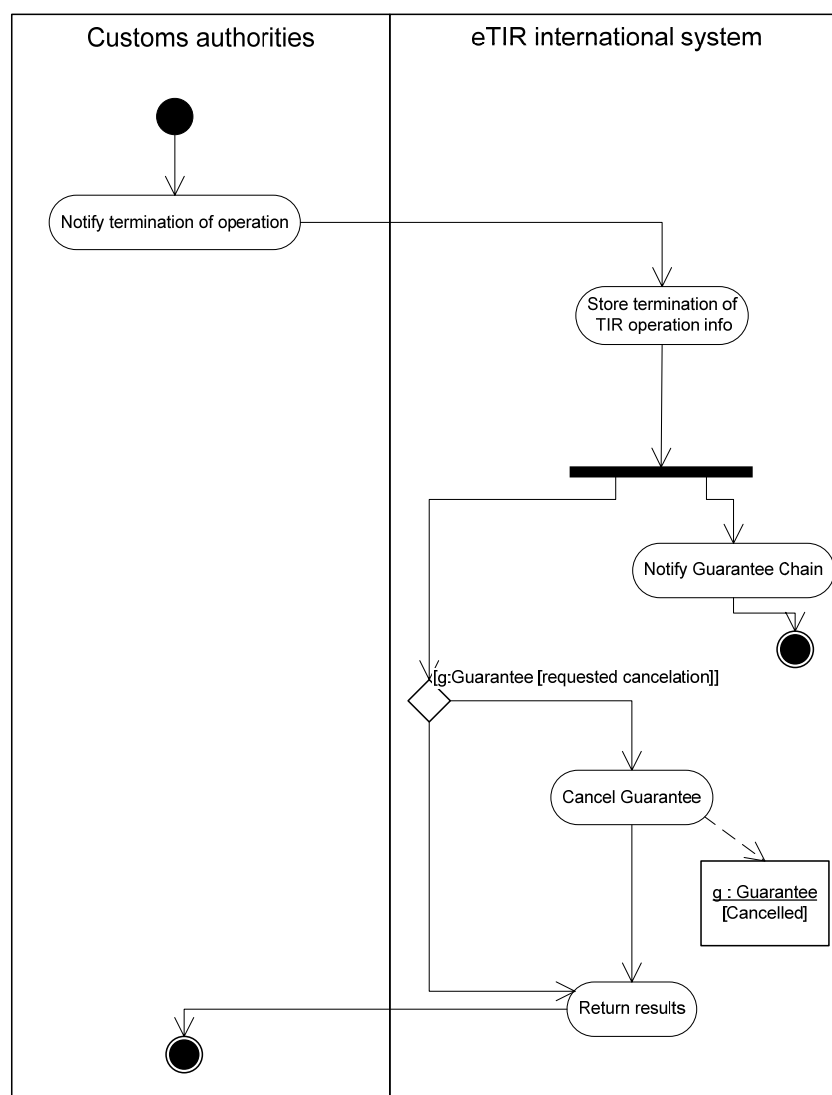 Customs authorities
eTIR international system
Notify termination of operation
Store termination of
TIR operation info
Notify Guarantee Chain
[g:Guarantee [requested cancelation]]
Cancel Guarantee
g : Guarantee
[Cancelled]
Return results